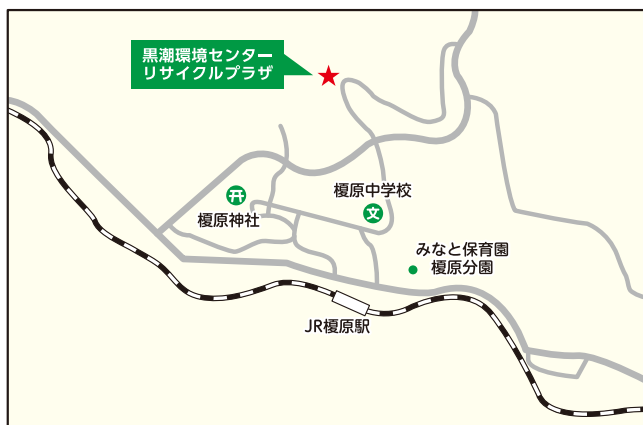 黒潮環境センター
リサイクルプラザ
榎原中学校
文
榎原神社
みなと保育園
榎原分園
JR榎原駅